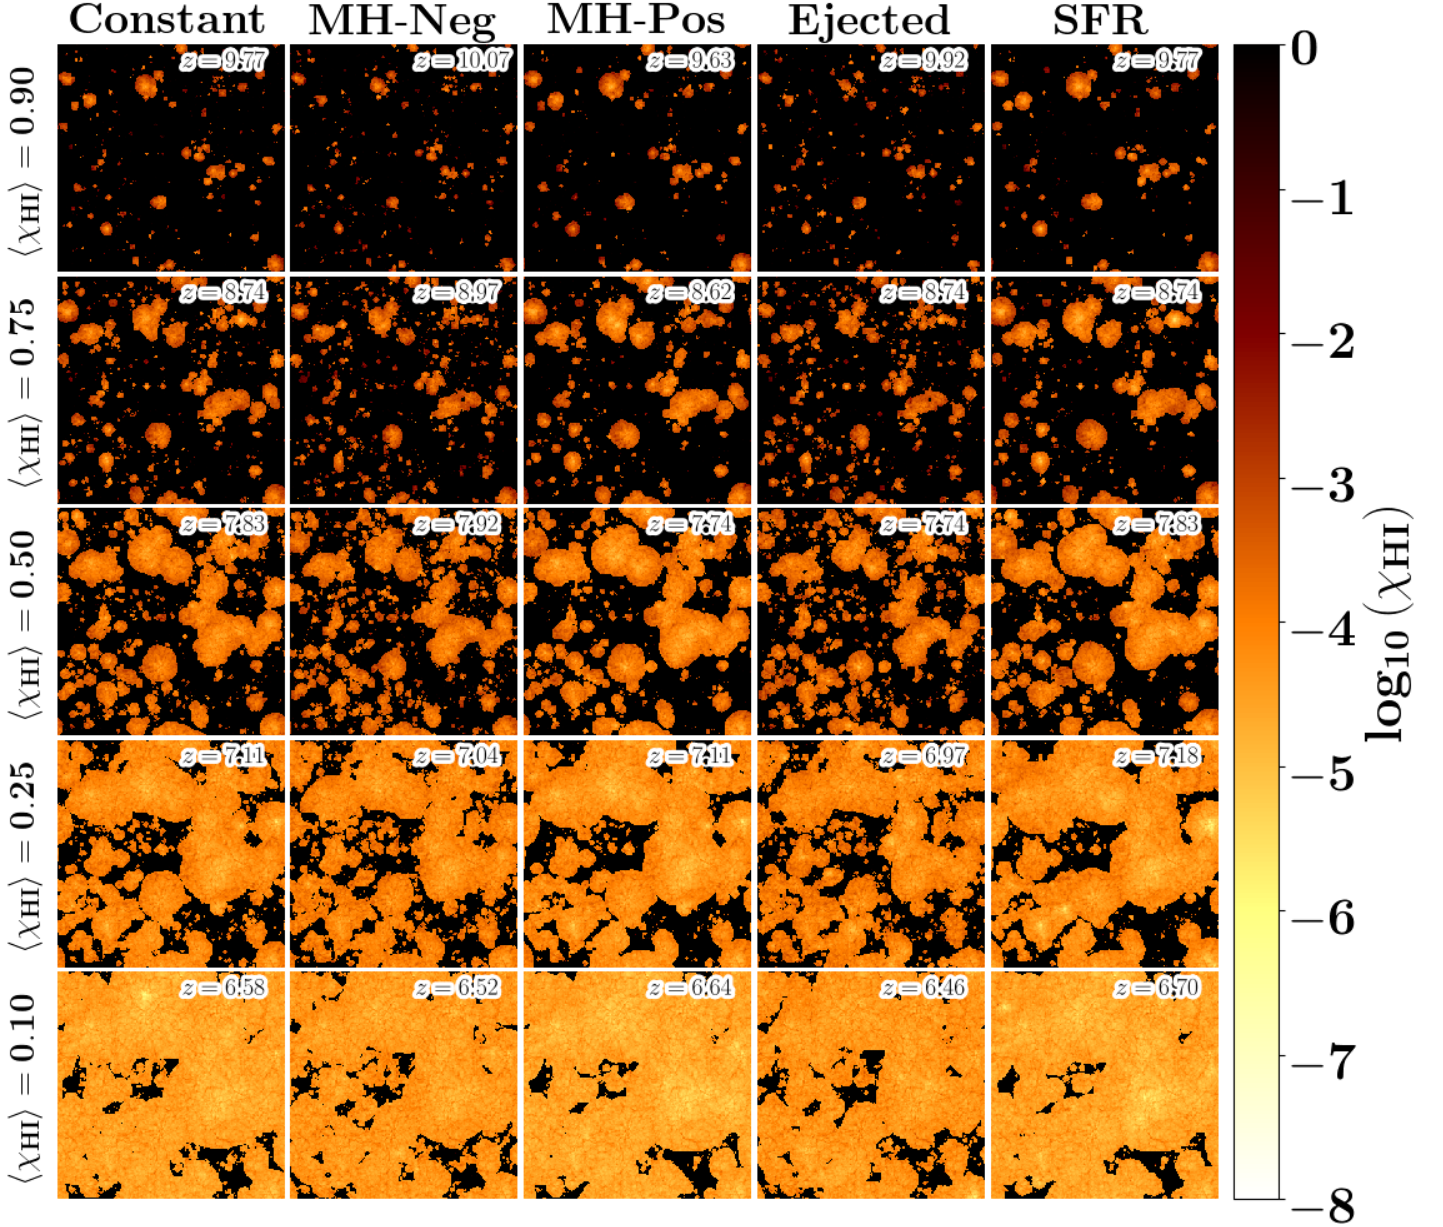 Constant MH-Neg MH-Pos Ejected SFR
⟨χHI⟩ = 0.90
z = 9.77 z = 10.07 z = 9.63 z = 9.92 z = 9.77
⟨χHI⟩ = 0.75
z = 8.74 z = 8.97 z = 8.62 z = 8.74 z = 8.74
⟨χHI⟩ = 0.50
z = 7.83 z = 7.92 z = 7.74 z = 7.74 z = 7.83
⟨χHI⟩ = 0.25
z = 7.11 z = 7.04 z = 7.11 z = 6.97 z = 7.18
⟨χHI⟩ = 0.10
z = 6.58 z = 6.52 z = 6.64 z = 6.46 z = 6.70
0
−1
−2
−3
−4
−5
−6
−7
−8
log10 (χHI)